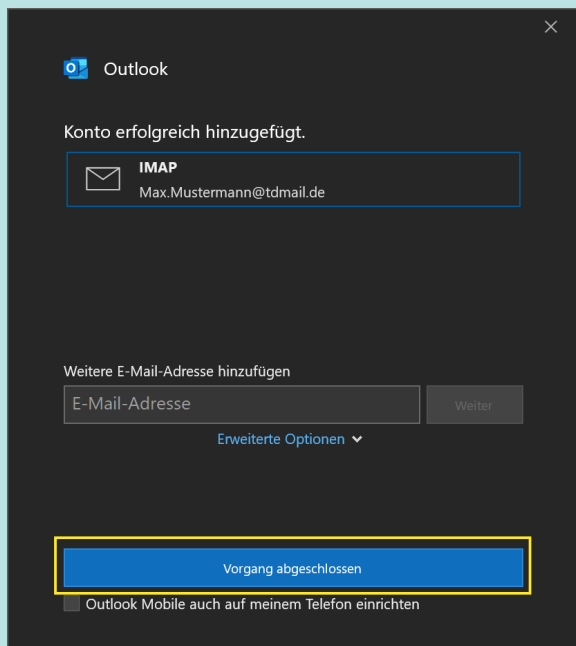 Outlook
Konto erfolgreich hinzugefügt.
IMAP
Max.Mustermann@tdmail.de
Weitere E-Mail-Adresse hinzufügen
E-Mail-Adresse
Weiter
Erweiterte Optionen
Vorgang abgeschlossen
Outlook Mobile auch auf meinem Telefon einrichten